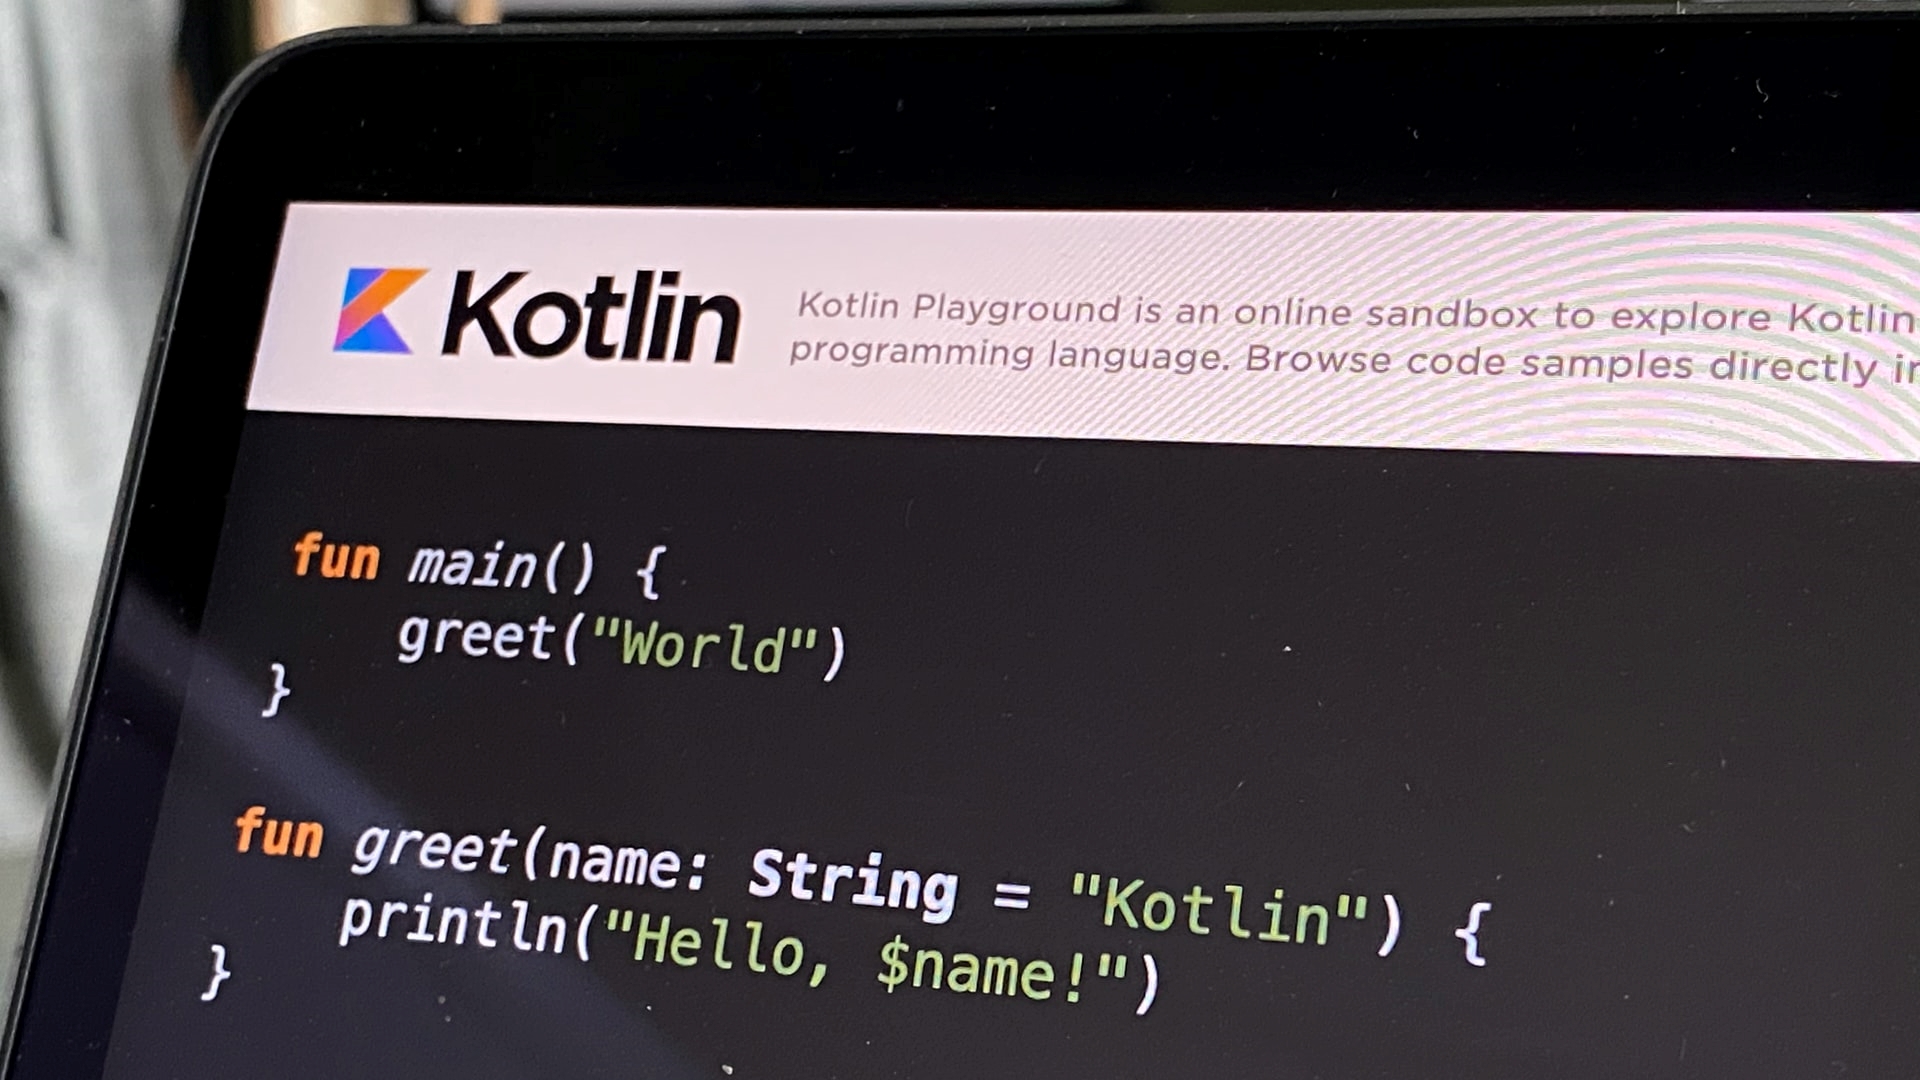 Kotlin
Kotlin Playground is an online sandbox to explore Kotlin
programming language. Browse code samples directly
fun main() {
    greet("World")
}
fun greet(name: String = "Kotlin") {
    println("Hello, $name!")
}